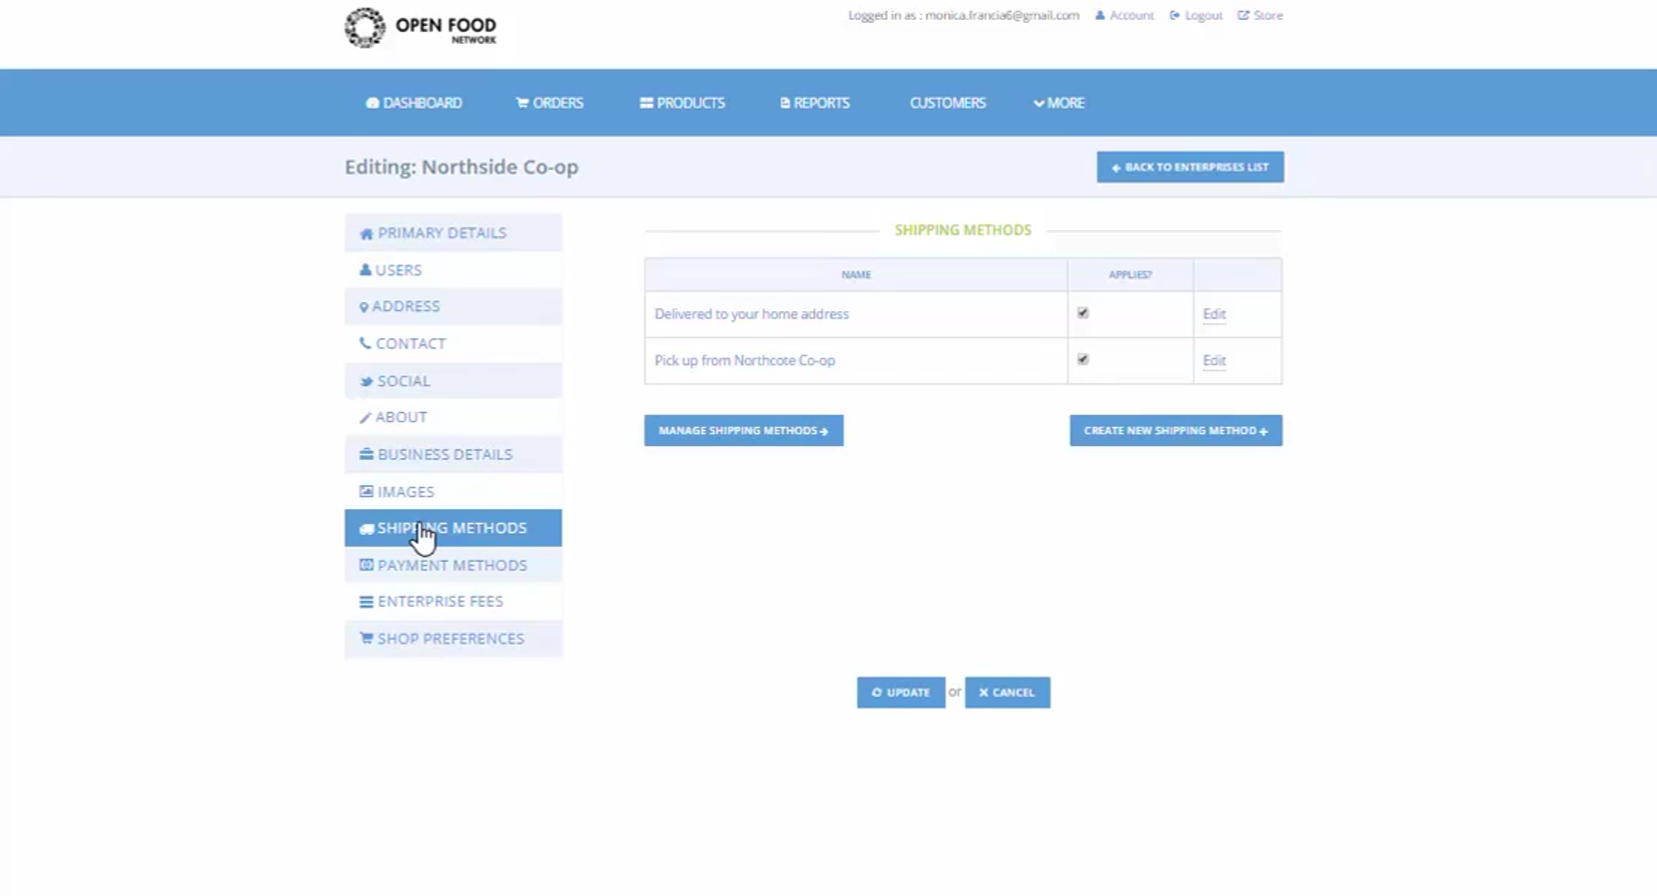 OPEN FOOD
NETWORK
Logged in as : monica.francia6@gmail.com Account Logout Store
DASHBOARD ORDERS PRODUCTS REPORTS CUSTOMERS MORE
Editing: Northside Co-op
BACK TO ENTERPRISES LIST
PRIMARY DETAILS
USERS
ADDRESS
CONTACT
SOCIAL
ABOUT
BUSINESS DETAILS
IMAGES
SHIPPING METHODS
PAYMENT METHODS
ENTERPRISE FEES
SHOP PREFERENCES
SHIPPING METHODS
NAME APPLIES?
Delivered to your home address Edit
Pick up from Northcote Co-op Edit
MANAGE SHIPPING METHODS CREATE NEW SHIPPING METHOD
UPDATE or CANCEL